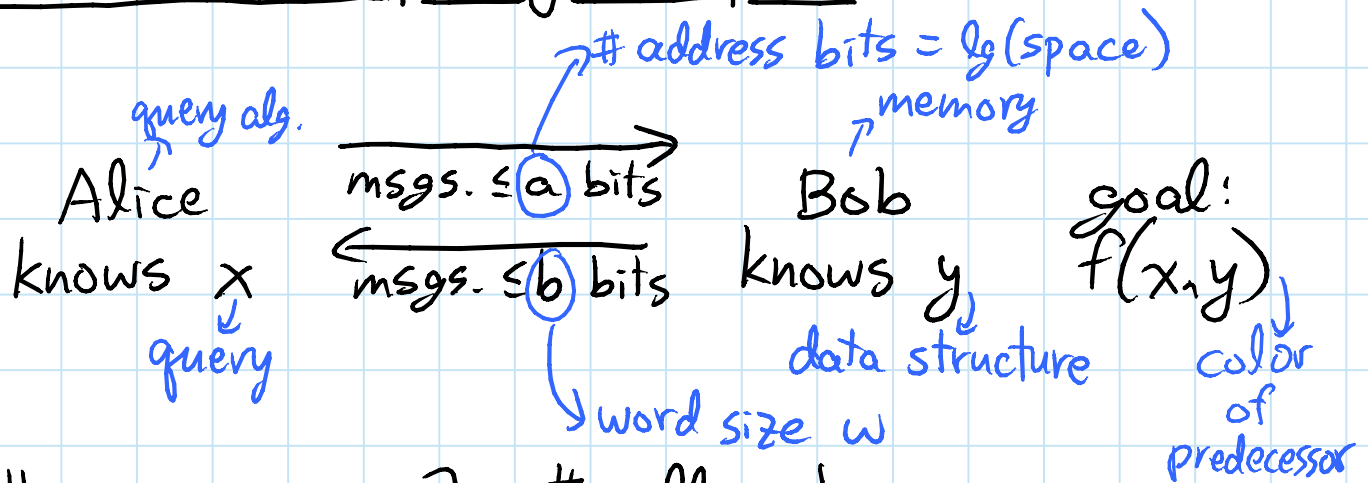 # address bits = lg(space)
query alg.
memory
Alice
msgs. ≤ a bits
Bob
goal:
knows x
msgs. ≤ b bits
knows y
f(x,y)
query
data structure
color
of
predecessor
word size w